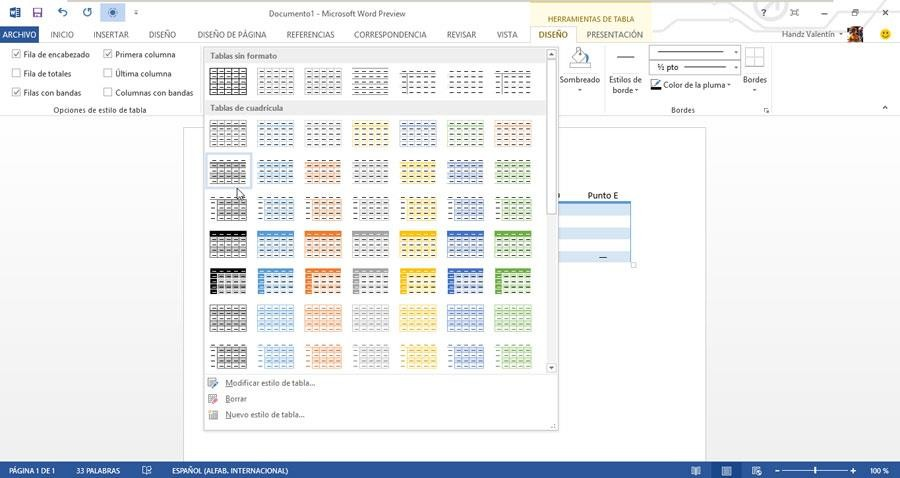 Documento1 - Microsoft Word Preview
HERRAMIENTAS DE TABLA
?
ARCHIVO INICIO INSERTAR DISEÑO DISEÑO DE PÁGINA REFERENCIAS CORRESPONDENCIA REVISAR VISTA DISEÑO PRESENTACIÓN Handz Valentin
Fila de encabezado Primera columna
Fila de totales Última columna
Filas con bandas Columnas con bandas
Opciones de estilo de tabla
Tablas sin formato
Tablas de cuadrícula
Modificar estilo de tabla...
Borrar
Nuevo estilo de tabla...
Sombreado
Estilos de borde
½ pto
Color de la pluma
Bordes
Bordes
Punto E
PÁGINA 1 DE 1 33 PALABRAS ESPAÑOL (ALFAB. INTERNACIONAL) 100 %